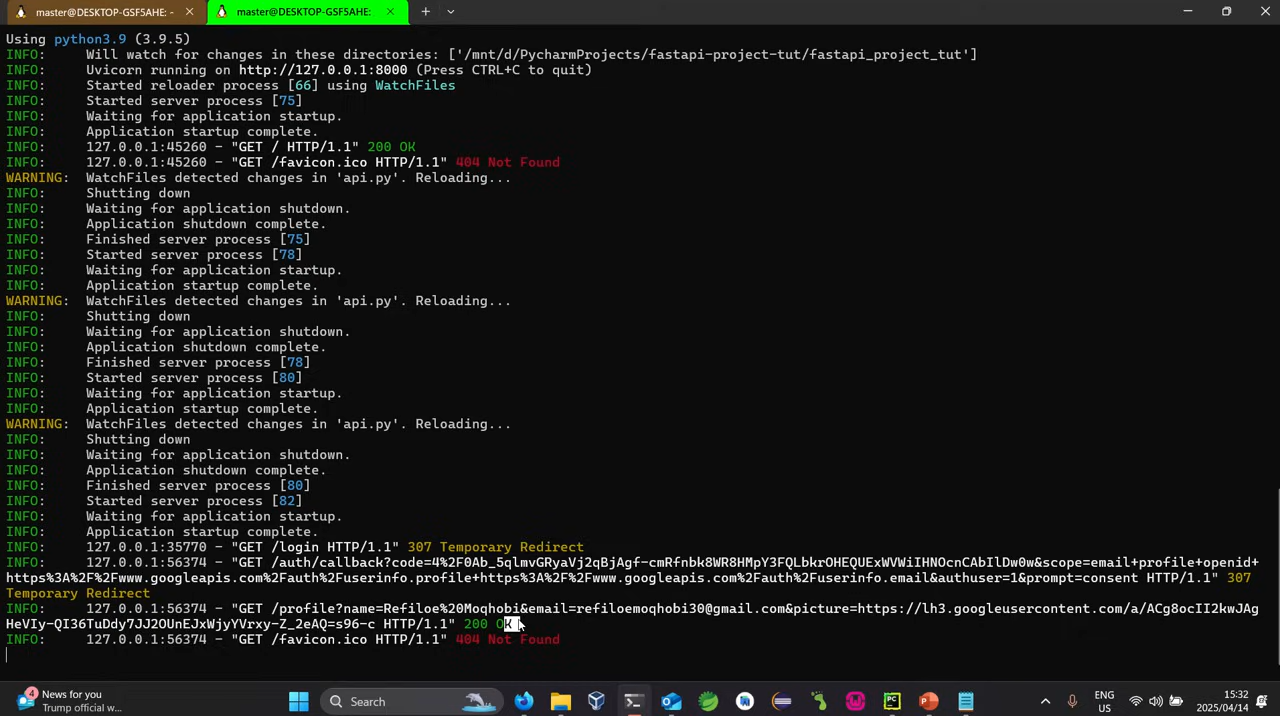 master@DESKTOP-GSF5AHE: ~
master@DESKTOP-GSF5AHE:
Using python3.9 (3.9.5)
INFO:     Will watch for changes in these directories: ['/mnt/d/PycharmProjects/fastapi-project-tut/fastapi_project_tut']
INFO:     Uvicorn running on http://127.0.0.1:8000 (Press CTRL+C to quit)
INFO:     Started reloader process [66] using WatchFiles
INFO:     Started server process [75]
INFO:     Waiting for application startup.
INFO:     Application startup complete.
INFO:     127.0.0.1:45260 - "GET / HTTP/1.1" 200 OK
INFO:     127.0.0.1:45260 - "GET /favicon.ico HTTP/1.1" 404 Not Found
WARNING:  WatchFiles detected changes in 'api.py'. Reloading...
INFO:     Shutting down
INFO:     Waiting for application shutdown.
INFO:     Application shutdown complete.
INFO:     Finished server process [75]
INFO:     Started server process [78]
INFO:     Waiting for application startup.
INFO:     Application startup complete.
WARNING:  WatchFiles detected changes in 'api.py'. Reloading...
INFO:     Shutting down
INFO:     Waiting for application shutdown.
INFO:     Application shutdown complete.
INFO:     Finished server process [78]
INFO:     Started server process [80]
INFO:     Waiting for application startup.
INFO:     Application startup complete.
WARNING:  WatchFiles detected changes in 'api.py'. Reloading...
INFO:     Shutting down
INFO:     Waiting for application shutdown.
INFO:     Application shutdown complete.
INFO:     Finished server process [80]
INFO:     Started server process [82]
INFO:     Waiting for application startup.
INFO:     Application startup complete.
INFO:     127.0.0.1:35770 - "GET /login HTTP/1.1" 307 Temporary Redirect
INFO:     127.0.0.1:56374 - "GET /auth/callback?code=4%2F0Ab_5qlmvGRyaVj2qBjAgf-cmRfnbk8WR8HMpY3FQLbkrOHEQUExWVWiIHNOcnCAbIlDw0w&scope=email+profile+openid+
https%3A%2F%2Fwww.googleapis.com%2Fauth%2Fuserinfo.profile+https%3A%2F%2Fwww.googleapis.com%2Fauth%2Fuserinfo.email&authuser=1&prompt=consent HTTP/1.1" 307
Temporary Redirect
INFO:     127.0.0.1:56374 - "GET /profile?name=Refiloe%20Moqhobi&email=refiloemoqhobi30@gmail.com&picture=https://lh3.googleusercontent.com/a/ACg8ocII2kwJAg
HeVIy-QI36TuDdy7JJ2OUnEJxWjyYVrxy-Z_2eAQ=s96-c HTTP/1.1" 200 OK
INFO:     127.0.0.1:56374 - "GET /favicon.ico HTTP/1.1" 404 Not Found
4
News for you
Trump official w...
Search
ENG
US
15:32
2025/04/14